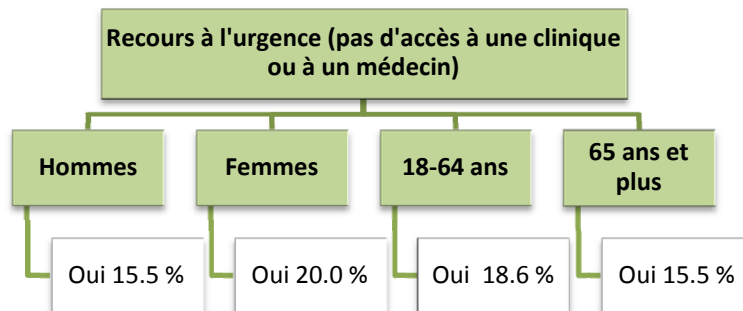 Recours à l'urgence (pas d'accès à une clinique
ou à un médecin)
Hommes
Femmes
18-64 ans
65 ans et
plus
Oui 15.5 %
Oui 20.0 %
Oui 18.6 %
Oui 15.5 %